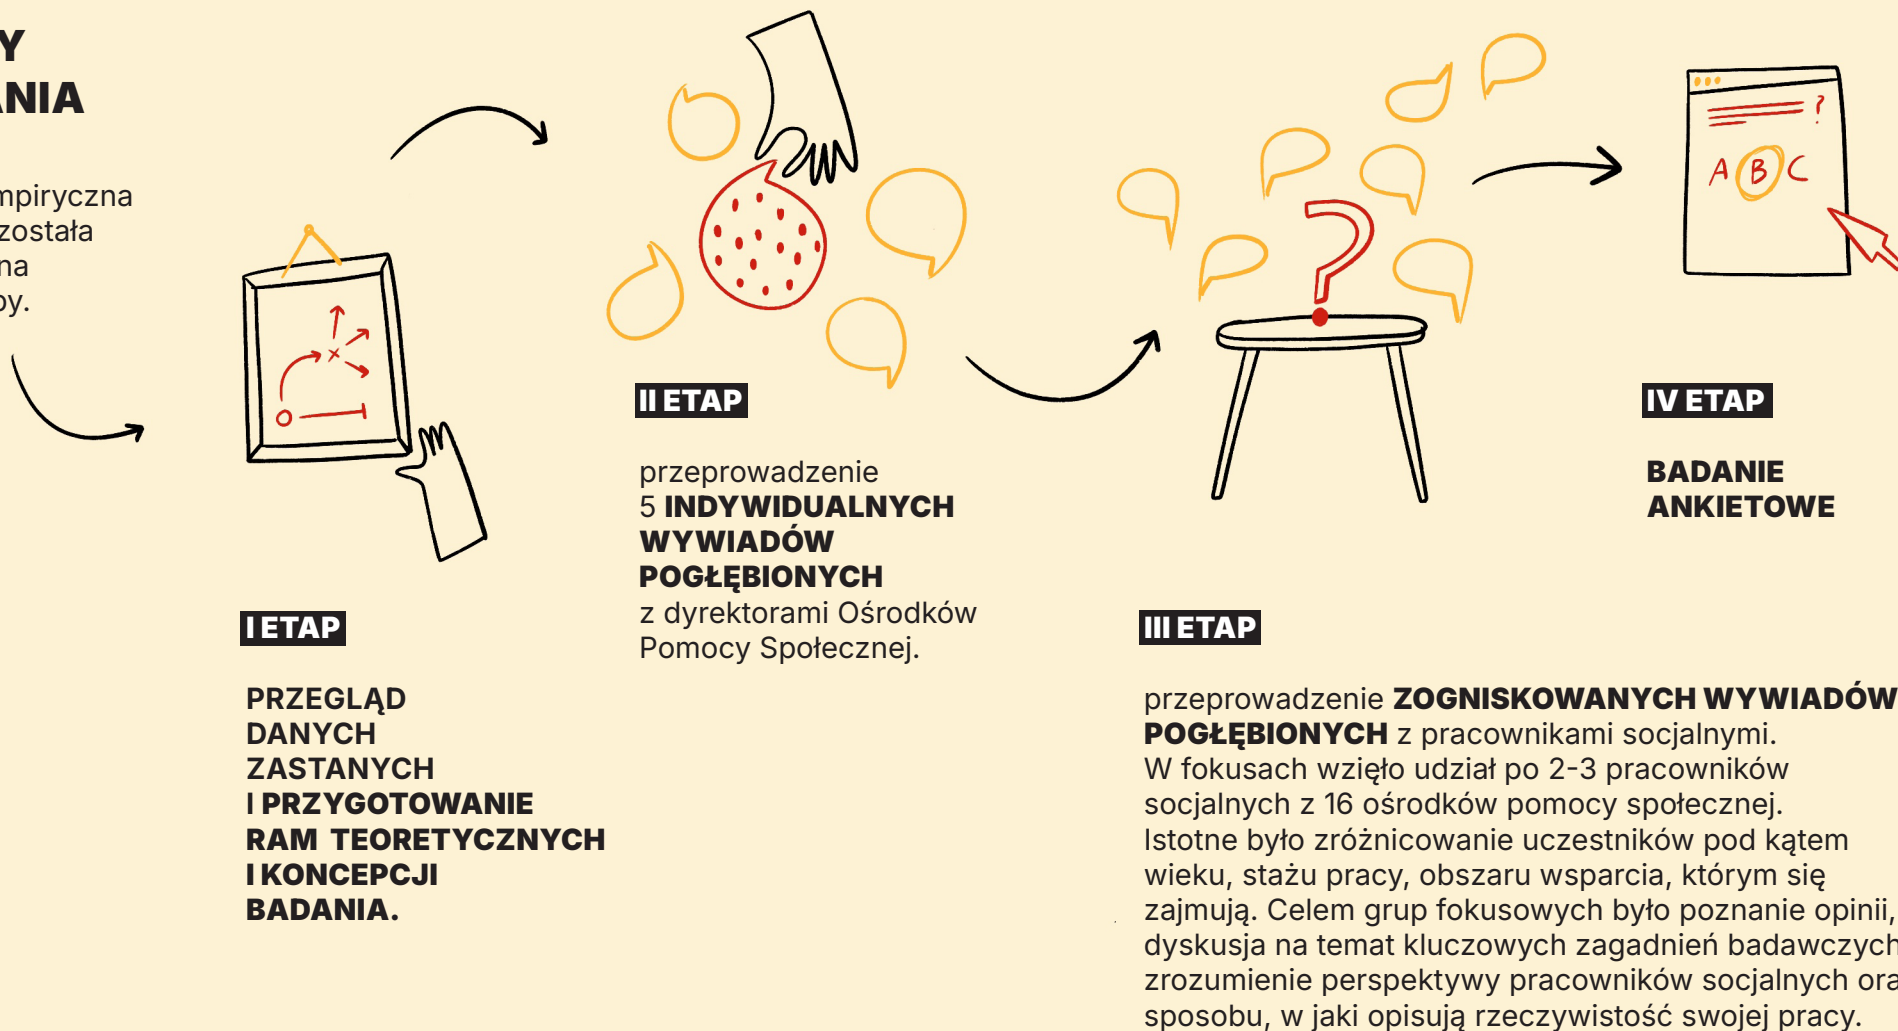 Y
ANIA
mpiryczna
została
na
by.
I ETAP
PRZEGLĄD
DANYCH
ZASTANYCH
I PRZYGOTOWANIE
RAM TEORETYCZNYCH
I KONCEPCJI
BADANIA.
II ETAP
przeprowadzenie
5 INDYWIDUALNYCH
WYWIADÓW
POGŁĘBIONYCH
z dyrektorami Ośrodków
Pomocy Społecznej.
?
III ETAP
przeprowadzenie ZOGNISKOWANYCH WYWIADÓW
POGŁĘBIONYCH z pracownikami socjalnymi.
W fokusach wzięło udział po 2-3 pracowników
socjalnych z 16 ośrodków pomocy społecznej.
Istotne było zróżnicowanie uczestników pod kątem
wieku, stażu pracy, obszaru wsparcia, którym się
zajmują. Celem grup fokusowych było poznanie opinii,
dyskusja na temat kluczowych zagadnień badawczych
zrozumienie perspektywy pracowników socjalnych ora
sposobu, w jaki opisują rzeczywistość swojej pracy.
?
A B C
IV ETAP
BADANIE
ANKIETOWE